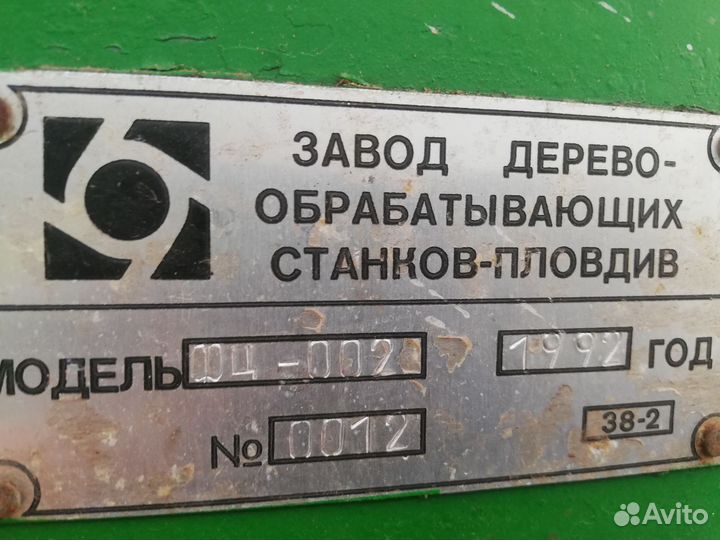 ЗАВОД ДЕРЕВО-
ОБРАБАТЫВАЮЩИХ
СТАНКОВ-ПЛОВДИВ
МОДЕЛЬ ФЦ-002 1992 ГОД
№ 0012 38-2
Avito